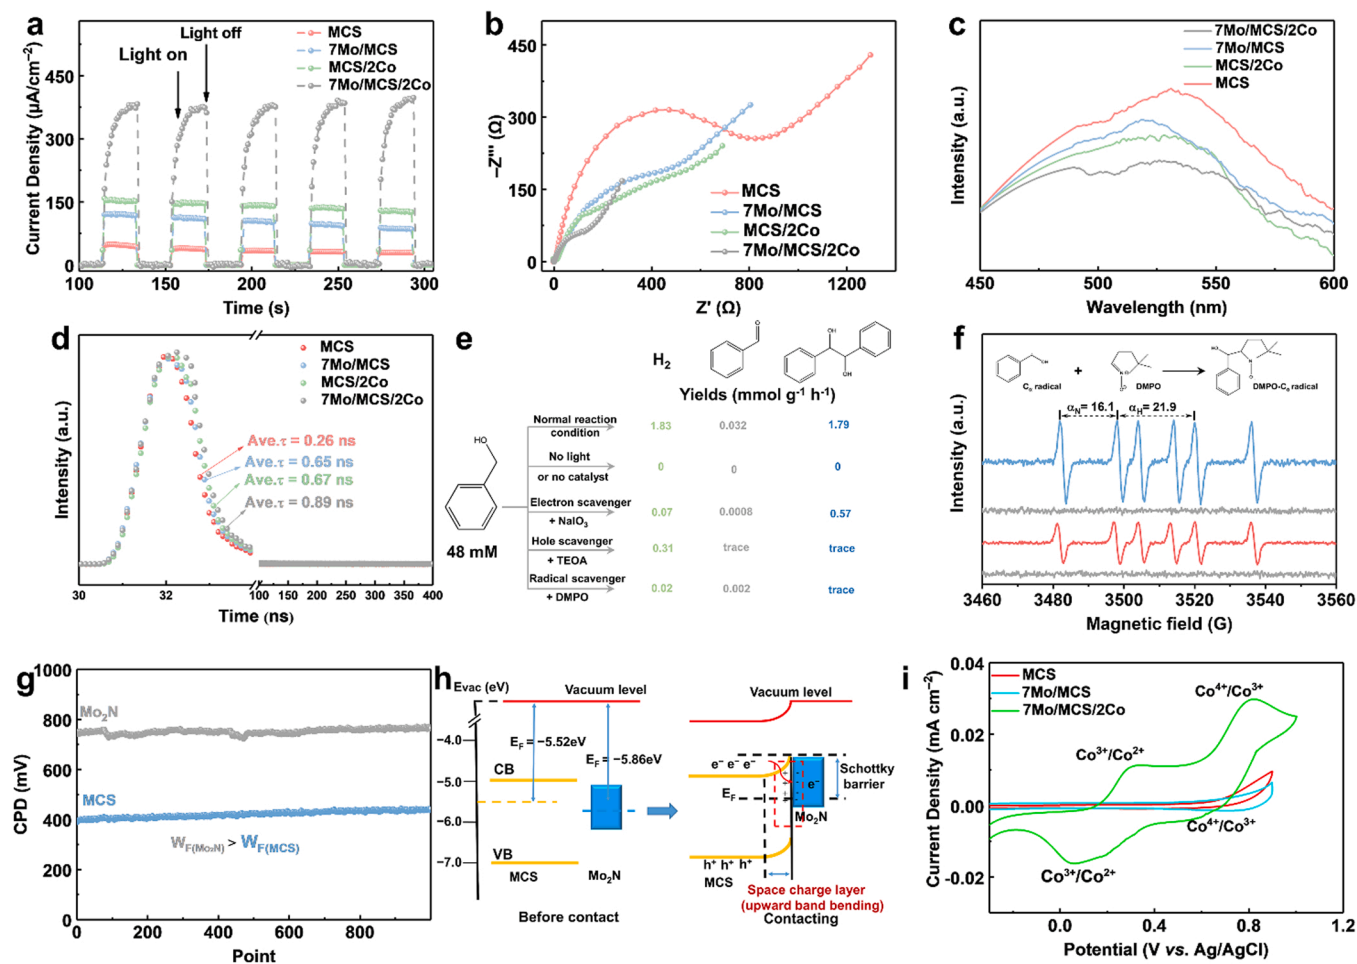 a
Light on
Light off
MCS
7Mo/MCS
MCS/2Co
7Mo/MCS/2Co
Current Density (μA/cm⁻²)
450
375
300
225
150
75
0
100 150 200 250 300
Time (s)
b
450
300
150
0
–Z''' (Ω)
MCS
7Mo/MCS
MCS/2Co
7Mo/MCS/2Co
0 400 800 1200
Z' (Ω)
c
7Mo/MCS/2Co
7Mo/MCS
MCS/2Co
MCS
Intensity (a.u.)
450 500 550 600
Wavelength (nm)
d
MCS
7Mo/MCS
MCS/2Co
7Mo/MCS/2Co
Ave.τ = 0.26 ns
Ave.τ = 0.65 ns
Ave.τ = 0.67 ns
Ave.τ = 0.89 ns
Intensity (a.u.)
30 32 100 150 200 250 300 350 400
Time (ns)
e
H₂
O
OH
OH
Yields (mmol g⁻¹ h⁻¹)
HO
48 mM
Normal reaction
condition
1.83 0.032 1.79
No light
or no catalyst
0 0 0
Electron scavenger
+ NaIO₃
0.07 0.0008 0.57
Hole scavenger
+ TEOA
0.31 trace trace
Radical scavenger
+ DMPO
0.02 0.002 trace
f
Cα radical
+
DMPO
DMPO-Cα radical
αN= 16.1 αH= 21.9
Intensity (a.u.)
3460 3480 3500 3520 3540 3560
Magnetic field (G)
g
1000
800
600
400
200
0
CPD (mV)
Mo₂N
MCS
WF(Mo₂N) > WF(MCS)
0 200 400 600 800
Point
h
Evac (eV)
Vacuum level
Vacuum level
−4.0
−5.0
−6.0
−7.0
EF = −5.52eV
EF = −5.86eV
CB
VB
MCS
Mo₂N
Before contact
e⁻ e⁻ e⁻
e⁻
EF
Schottky
barrier
Mo₂N
h⁺ h⁺ h⁺
MCS
Space charge layer
(upward band bending)
Contacting
i
MCS
7Mo/MCS
7Mo/MCS/2Co
Co⁴⁺/Co³⁺
Co³⁺/Co²⁺
Co⁴⁺/Co³⁺
Co³⁺/Co²⁺
Current Density (mA cm⁻²)
0.04
0.02
0.00
-0.02
0.0 0.4 0.8 1.2
Potential (V vs. Ag/AgCl)